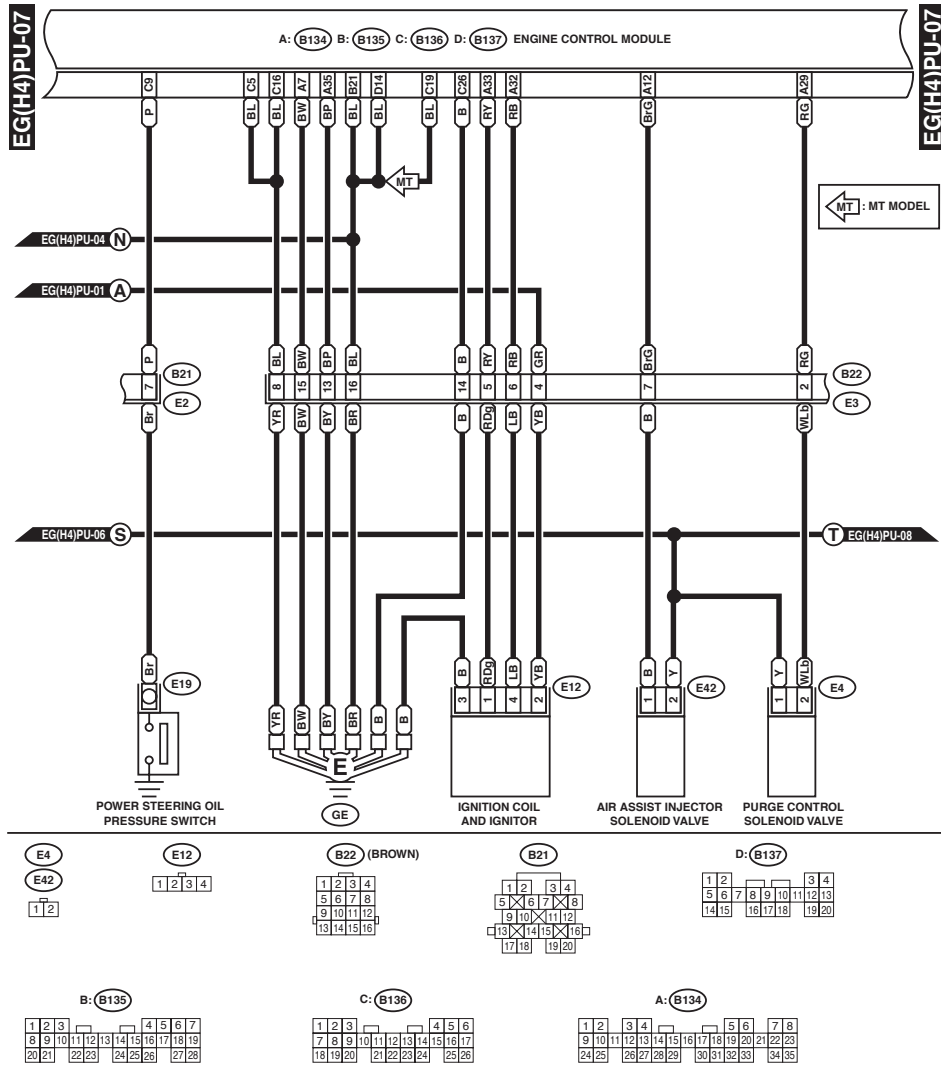 EG(H4)PU-07
EG(H4)PU-07
A: B134 B: B135 C: B136 D: B137 ENGINE CONTROL MODULE
C9 C5 C16 A7 A35 B21 D14 C19 C26 A33 A32 A12 A29
P BL BL BW BP BL BL BL B RY RB BrG RG
MT
MT : MT MODEL
EG(H4)PU-04 N
EG(H4)PU-01 A
P BL BW BP BL B RY RB GR BrG RG
B21 B22
7 8 15 13 16 14 5 6 4 7 2
E2 E3
Br YR BW BY BR B RDg LB YB B WLb
EG(H4)PU-06 S T EG(H4)PU-08
Br B RDg LB YB B Y Y WLb
E19 E12 E42 E4
3 1 4 2 1 2 1 2
YR BW BY BR B B
E
GE
POWER STEERING OIL
PRESSURE SWITCH
IGNITION COIL
AND IGNITOR
AIR ASSIST INJECTOR
SOLENOID VALVE
PURGE CONTROL
SOLENOID VALVE
E4
E42
1 2
E12
1 2 3 4
B22 (BROWN)
1 2 3 4
5 6 7 8
9 10 11 12
13 14 15 16
B21
1 2 3 4
5 6 7 8
9 10 11 12
13 14 15 16
17 18 19 20
D: B137
1 2 3 4
5 6 7 8 9 10 11 12 13
14 15 16 17 18 19 20
B: B135
1 2 3 4 5 6 7
8 9 10 11 12 13 14 15 16 17 18 19
20 21 22 23 24 25 26 27 28
C: B136
1 2 3 4 5 6
7 8 9 10 11 12 13 14 15 16 17
18 19 20 21 22 23 24 25 26
A: B134
1 2 3 4 5 6 7 8
9 10 11 12 13 14 15 16 17 18 19 20 21 22 23
24 25 26 27 28 29 30 31 32 33 34 35